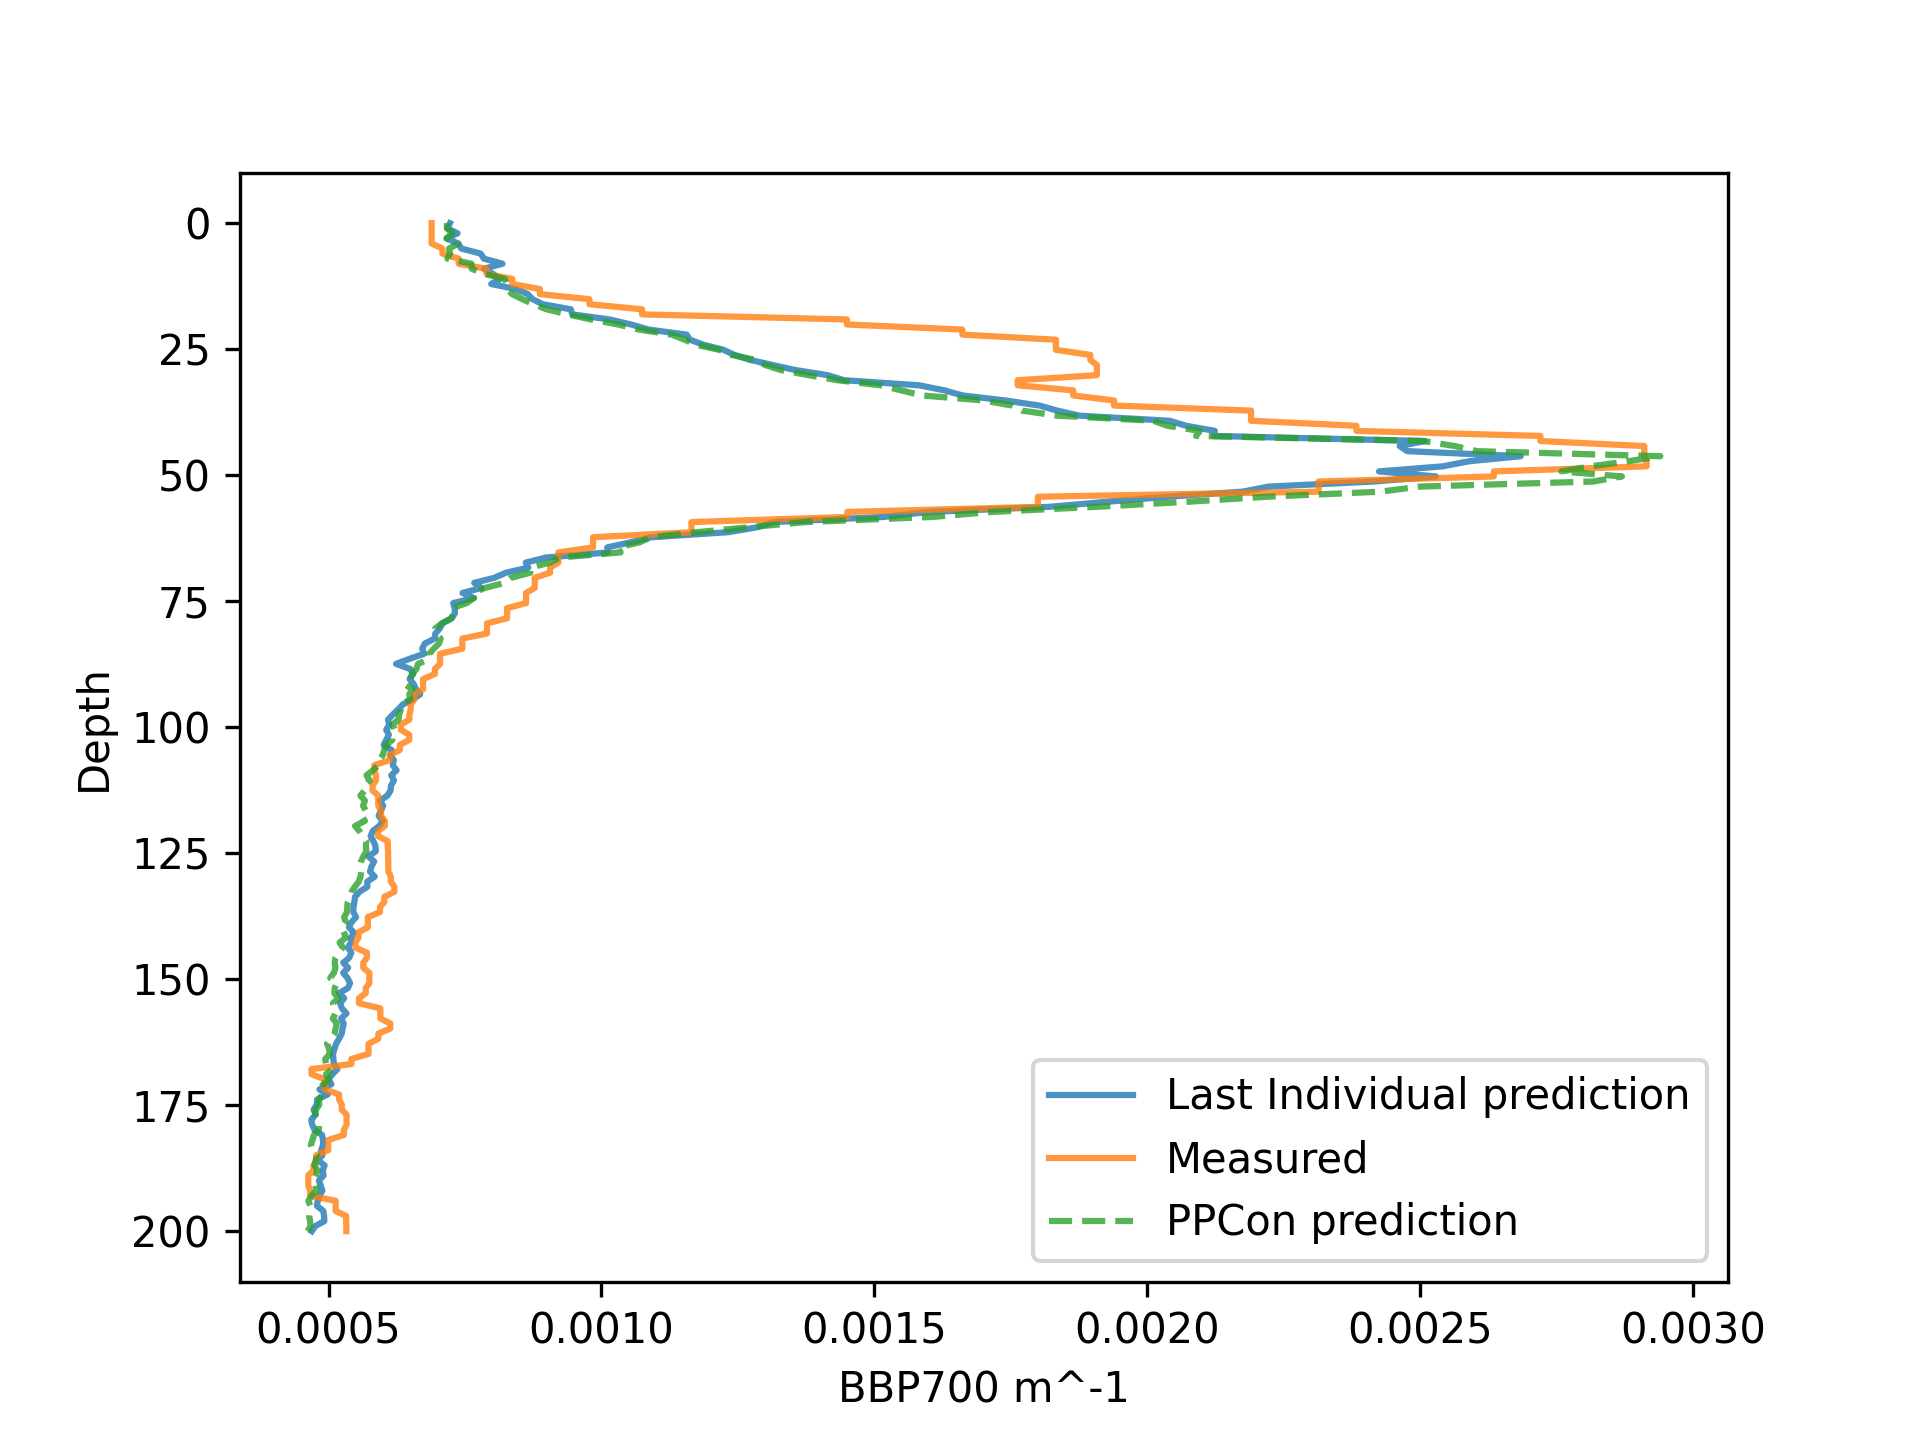 0
25
50
75
100
125
150
175
200
Depth
0.0005 0.0010 0.0015 0.0020 0.0025 0.0030
BBP700 m^-1
Last Individual prediction
Measured
PPCon prediction